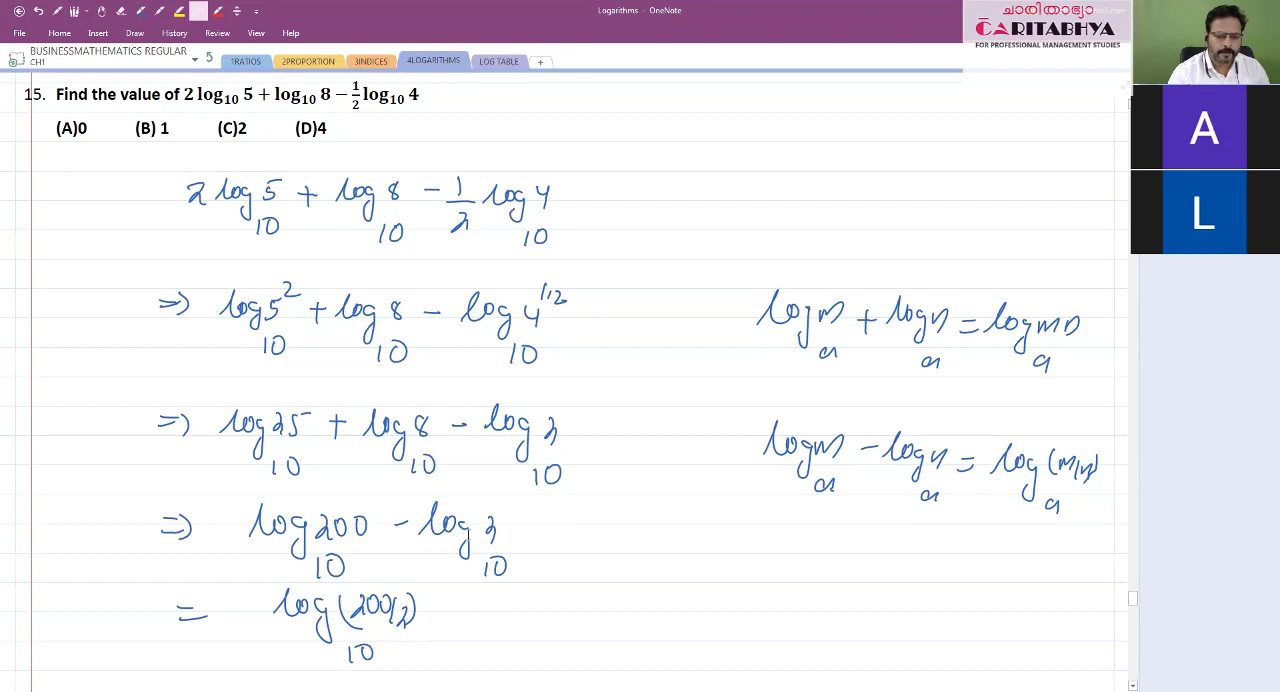 Logarithms - OneNote
File Home Insert Draw History Review View Help
BUSINESSMATHEMATICS REGULAR
CH1
1RATIOS 2PROPORTION 3INDICES 4LOGARITHMS LOG TABLE +
ചാരിതാഭ്യാ
CARITABHYA
FOR PROFESSIONAL MANAGEMENT STUDIES
A
L
15. Find the value of 2 log₁₀ 5 + log₁₀ 8 − 1/2 log₁₀ 4
(A)0 (B) 1 (C)2 (D)4
2 log₁₀ 5 + log₁₀ 8 − 1/2 log₁₀ 4
=> log₁₀ 5² + log₁₀ 8 − log₁₀ 4^1/2
logₐ m + logₐ n = logₐ mn
=> log₁₀ 25 + log₁₀ 8 − log₁₀ 2
logₐ m − logₐ n = logₐ (m/n)
=> log₁₀ 200 − log₁₀ 2
= log₁₀ (200/2)